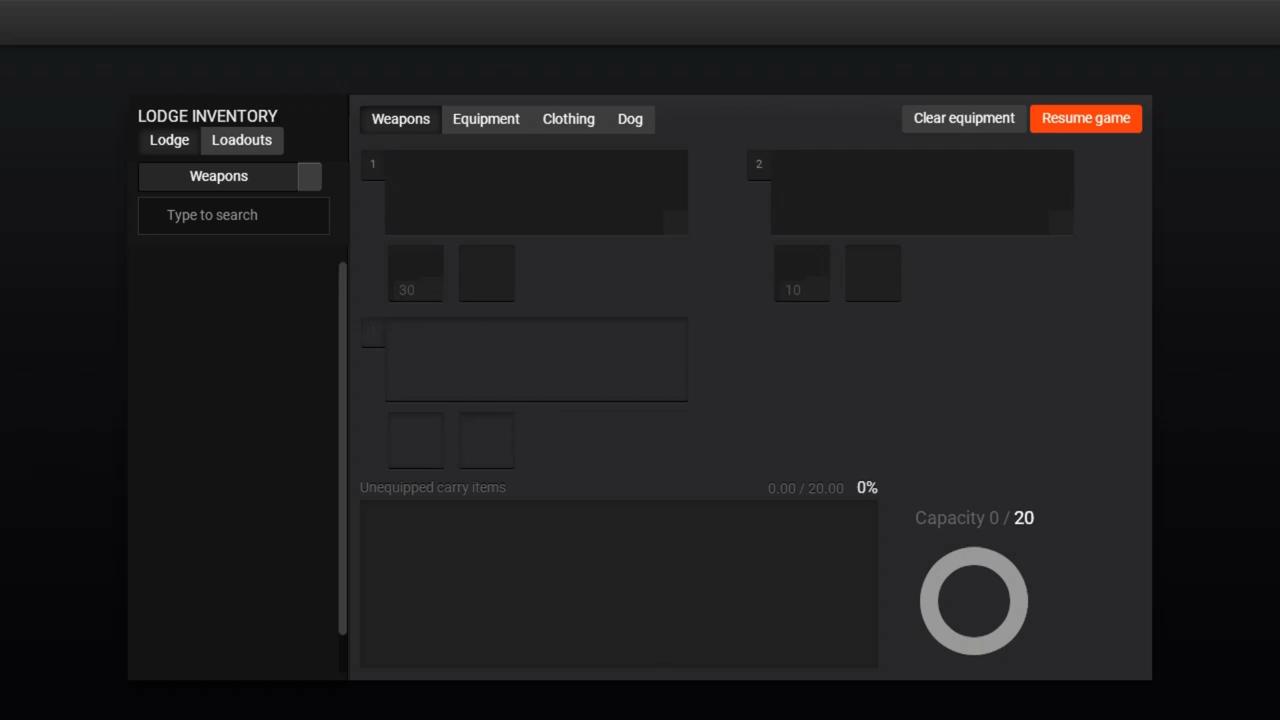 LODGE INVENTORY
Lodge Loadouts
Weapons
Type to search
Weapons Equipment Clothing Dog
Clear equipment Resume game
1
2
30
10
Unequipped carry items
0.00 / 20.00 0%
Capacity 0 / 20